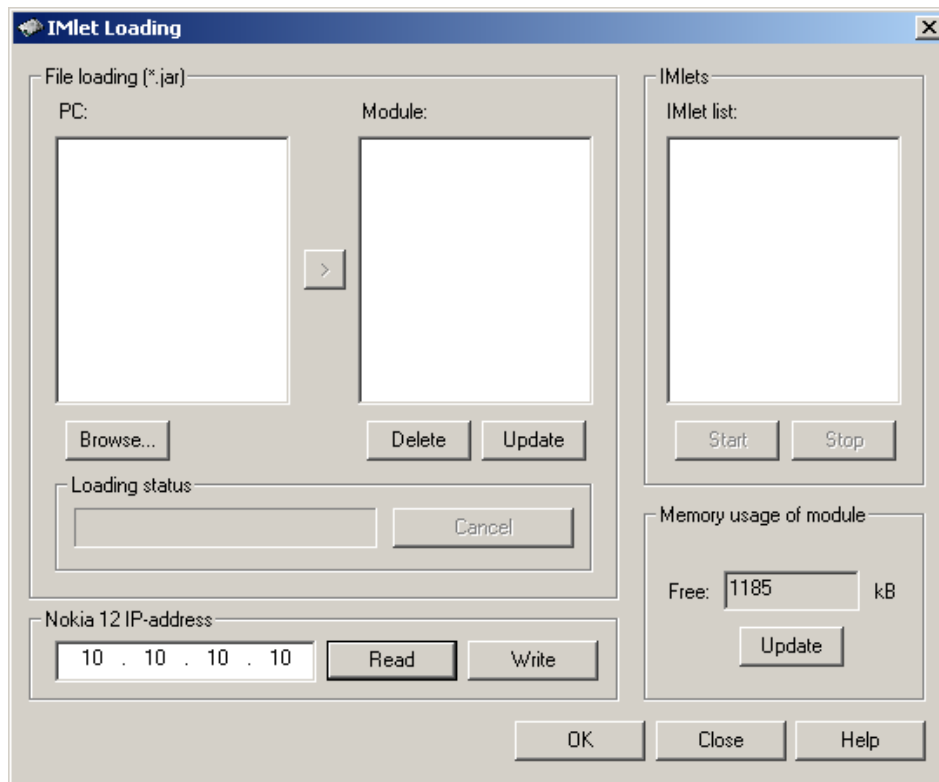 IMlet Loading
File loading (*.jar)
PC:
Module:
>
Browse...
Delete
Update
Loading status
Cancel
Nokia 12 IP-address
10 . 10 . 10 . 10
Read
Write
IMlets
IMlet list:
Start
Stop
Memory usage of module
Free: 1185 kB
Update
OK
Close
Help